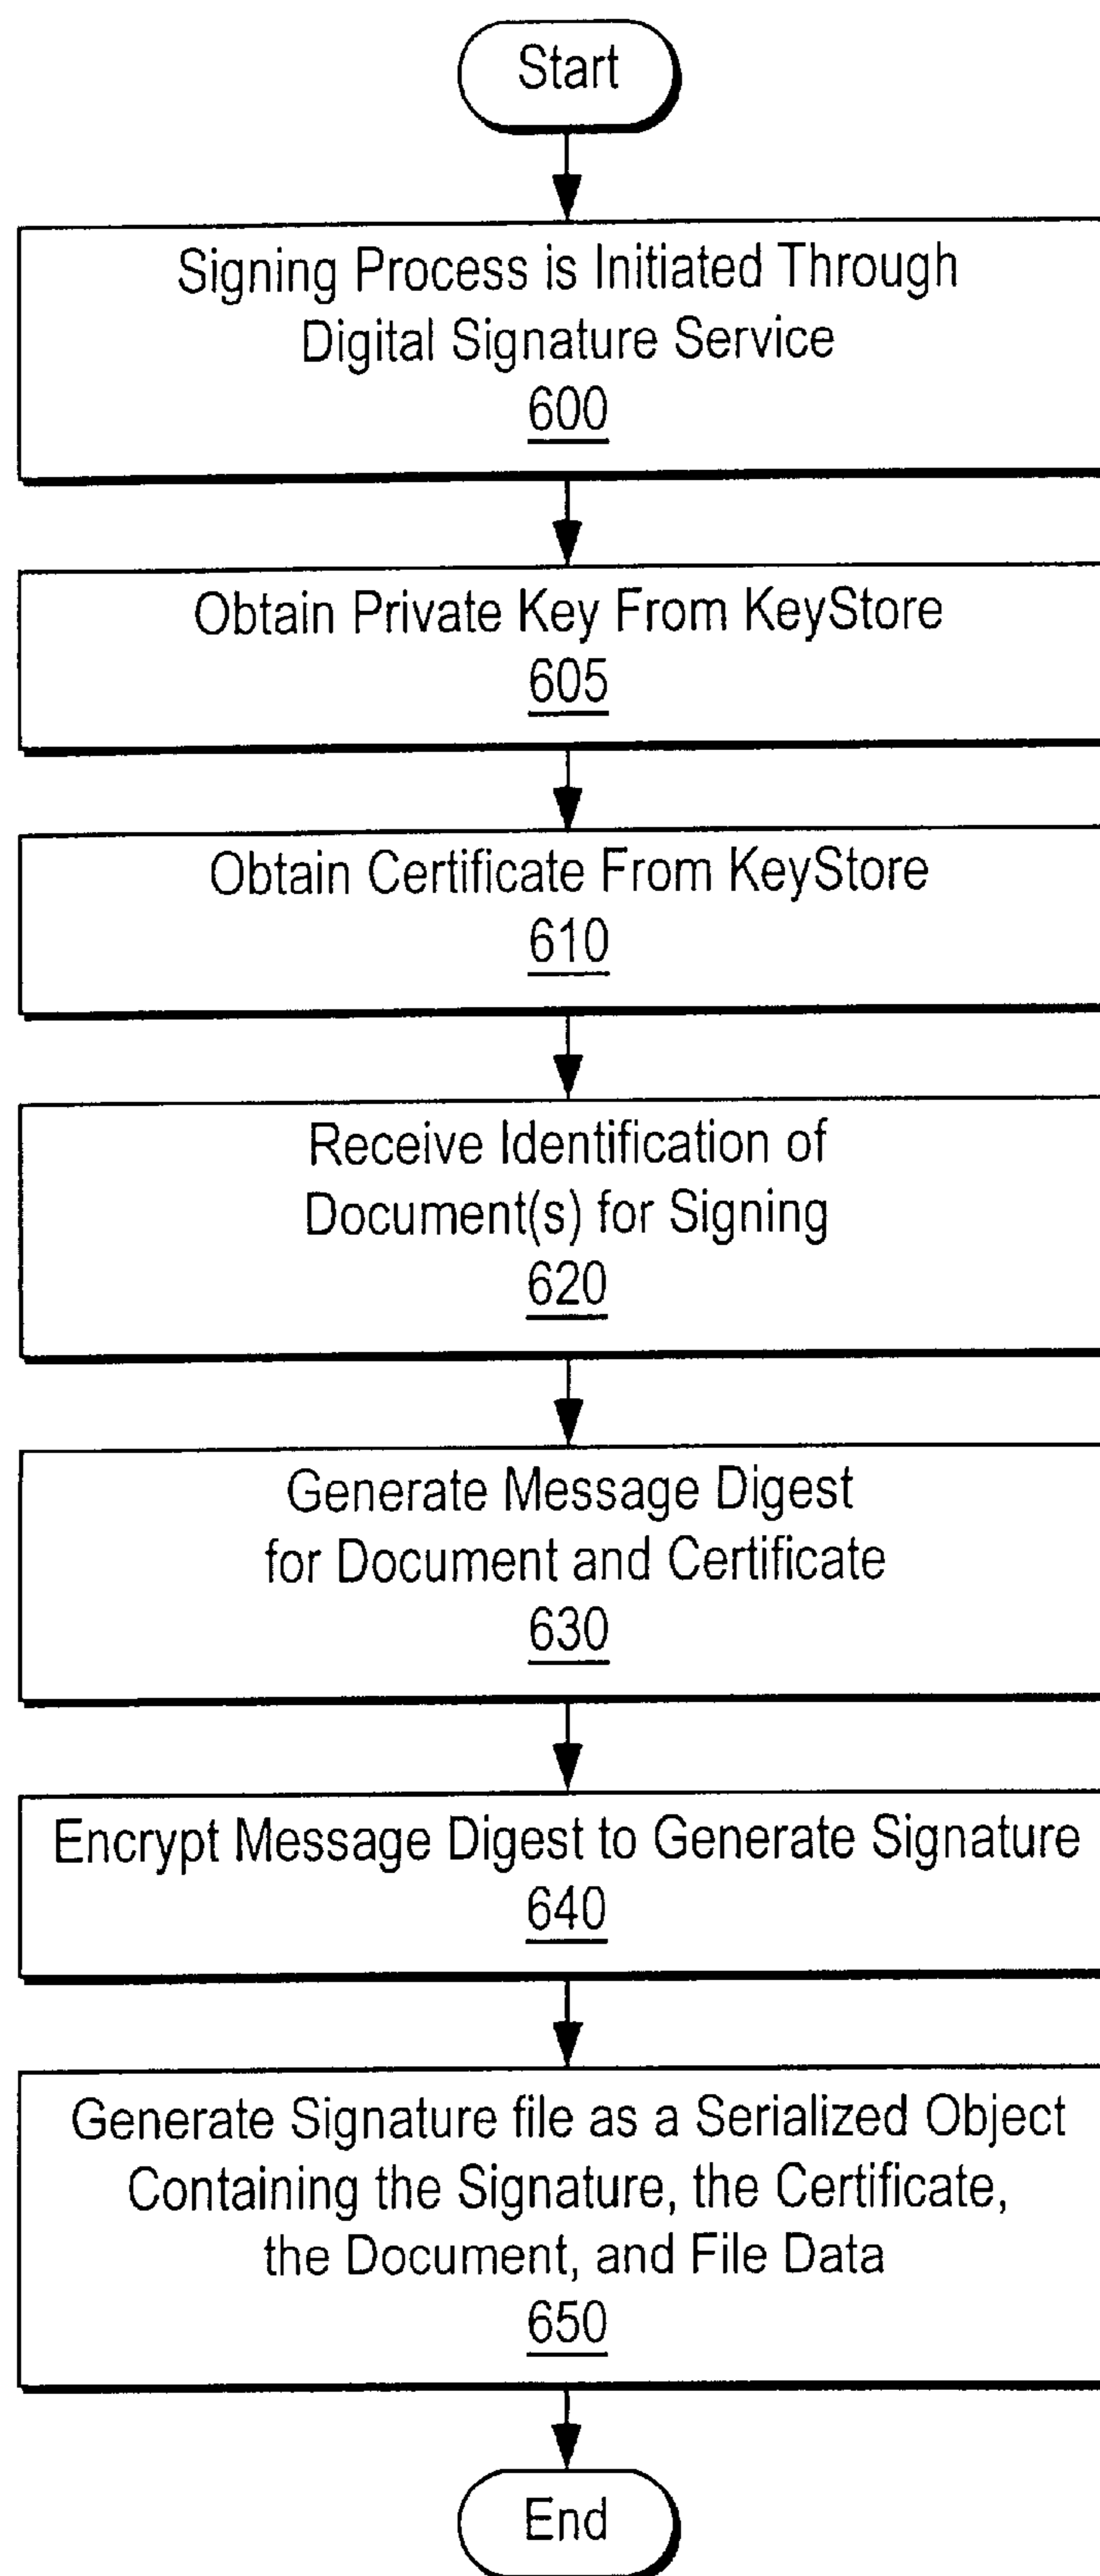 Start
Signing Process is Initiated Through
Digital Signature Service
600
Obtain Private Key From KeyStore
605
Obtain Certificate From KeyStore
610
Receive Identification of
Document(s) for Signing
620
Generate Message Digest
for Document and Certificate
630
Encrypt Message Digest to Generate Signature
640
Generate Signature file as a Serialized Object
Containing the Signature, the Certificate,
the Document, and File Data
650
End